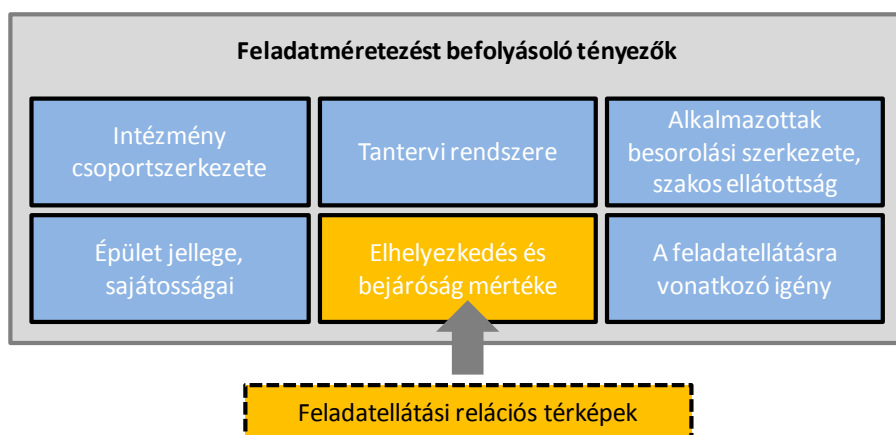 Feladatméretezést befolyásoló tényezők
Intézmény
csoportszerkezete
Tantervi rendszere
Alkalmazottak
besorolási szerkezete,
szakos ellátottság
Épület jellege,
sajátosságai
Elhelyezkedés és
bejáróság mértéke
A feladatellátásra
vonatkozó igény
Feladatellátási relációs térképek